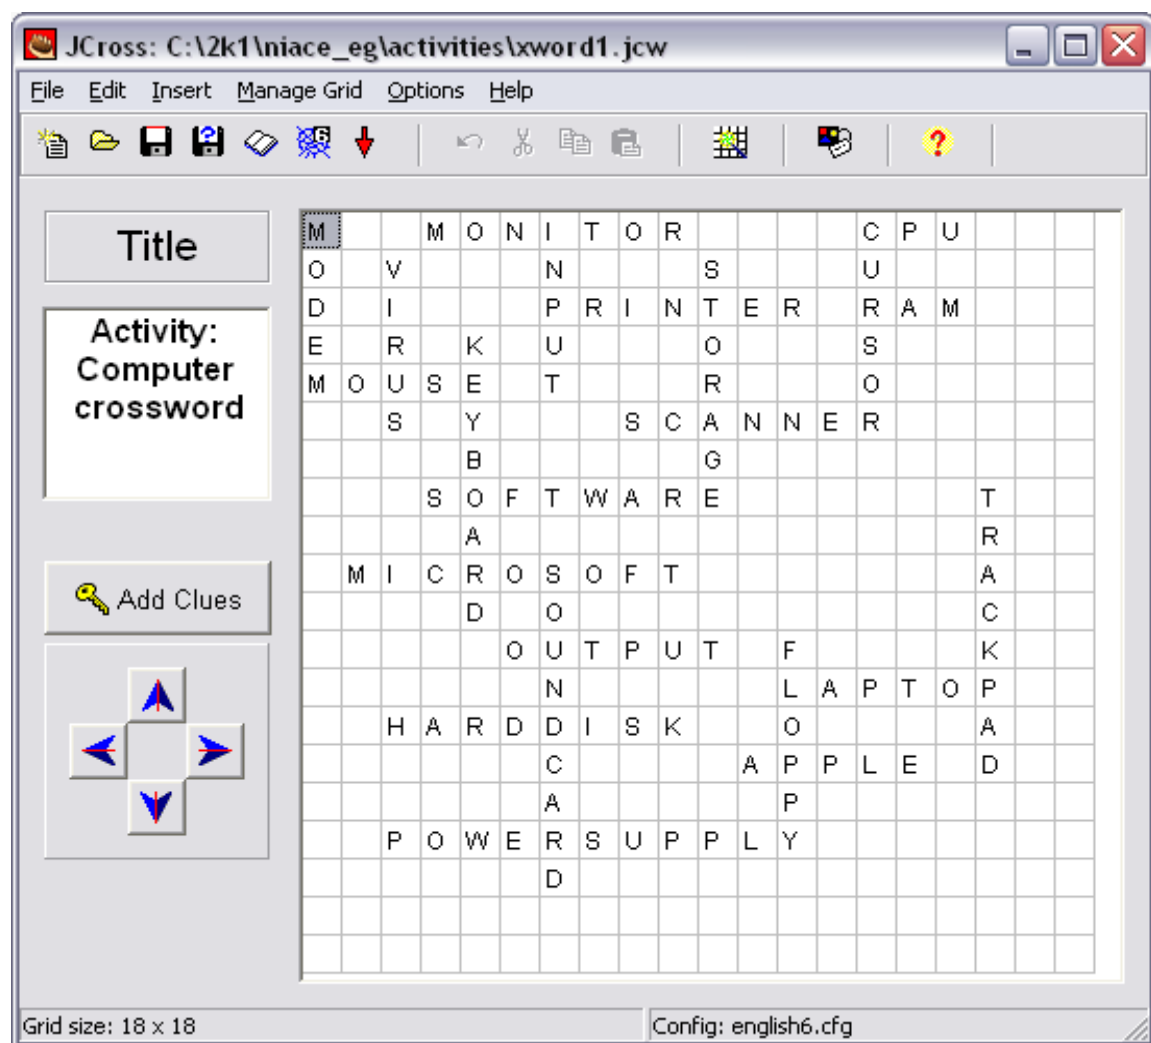 JCross: C:\2k1\niace_eg\activities\xword1.jcw
File Edit Insert Manage Grid Options Help
Title
Activity:
Computer
crossword
Add Clues
M M O N I T O R C P U
O V N S U
D I P R I N T E R R A M
E R K U O S
M O U S E T R O
S Y S C A N N E R
B G
S O F T W A R E T
A R
M I C R O S O F T A
D O C
O U T P U T F K
N L A P T O P
H A R D D I S K O A
C A P P L E D
A P
P O W E R S U P P L Y
D
Grid size: 18 x 18
Config: english6.cfg